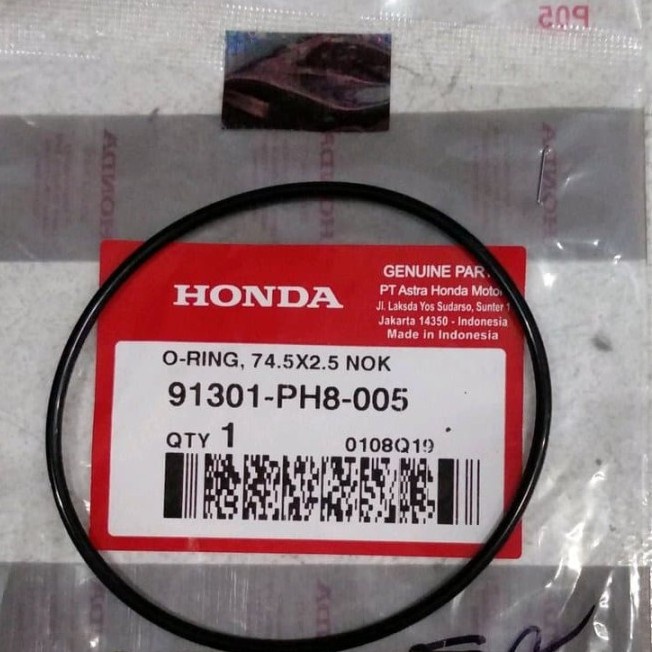 P05
HONDA
GENUINE PAR
PT Astra Honda Motor
Jl. Laksda Yos Sudarso, Sunter 1
Jakarta 14350 - Indonesia
Made in Indonesia
O-RING, 74.5X2.5 NOK
91301-PH8-005
QTY 1
0108Q19